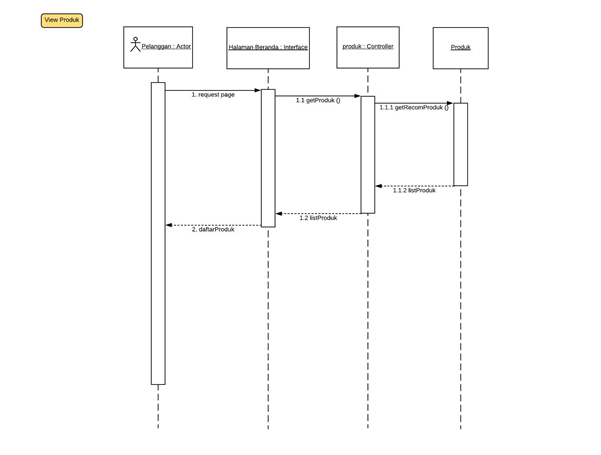 View Produk
Pelanggan : Actor
Halaman Beranda : Interface
produk : Controller
Produk
1, request page
1.1 getProduk ()
1.1.1 getRecomProduk ()
1.1.2 listProduk
1.2 listProduk
2, daftarProduk